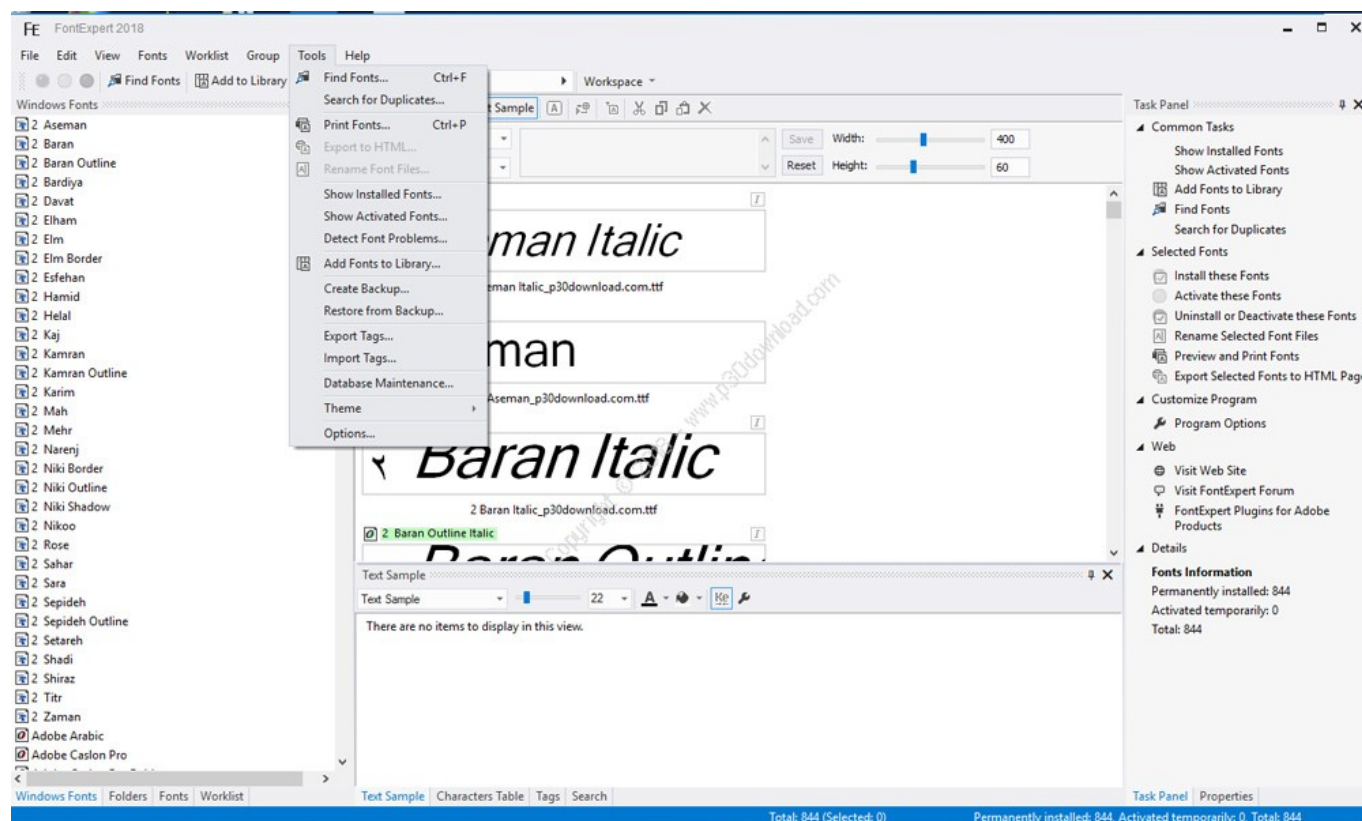 FE FontExpert 2018
File Edit View Fonts Worklist Group Tools Help
Find Fonts Add to Library Workspace
Windows Fonts
2 Aseman
2 Baran
2 Baran Outline
2 Bardiya
2 Davat
2 Elham
2 Elm
2 Elm Border
2 Esfehan
2 Hamid
2 Helal
2 Kaj
2 Kamran
2 Kamran Outline
2 Karim
2 Mah
2 Mehr
2 Narenj
2 Niki Border
2 Niki Outline
2 Niki Shadow
2 Nikoo
2 Rose
2 Sahar
2 Sara
2 Sepideh
2 Sepideh Outline
2 Setareh
2 Shadi
2 Shiraz
2 Titr
2 Zaman
Adobe Arabic
Adobe Caslon Pro
Windows Fonts Folders Fonts Worklist
Find Fonts... Ctrl+F
Search for Duplicates...
Print Fonts... Ctrl+P
Export to HTML...
Rename Font Files...
Show Installed Fonts...
Show Activated Fonts...
Detect Font Problems...
Add Fonts to Library...
Create Backup...
Restore from Backup...
Export Tags...
Import Tags...
Database Maintenance...
Theme
Options...
Sample
Save Width: 400
Reset Height: 60
man Italic
eman Italic_p30download.com.ttf
man
Aseman_p30download.com.ttf
۲ Baran Italic
2 Baran Italic_p30download.com.ttf
2 Baran Outline Italic
Baran Outline
Copyright © 2018 - www.p30download.com
Text Sample
Text Sample 22 A Ke
There are no items to display in this view.
Text Sample Characters Table Tags Search
Task Panel
Common Tasks
Show Installed Fonts
Show Activated Fonts
Add Fonts to Library
Find Fonts
Search for Duplicates
Selected Fonts
Install these Fonts
Activate these Fonts
Uninstall or Deactivate these Fonts
Rename Selected Font Files
Preview and Print Fonts
Export Selected Fonts to HTML Pag
Customize Program
Program Options
Web
Visit Web Site
Visit FontExpert Forum
FontExpert Plugins for Adobe
Products
Details
Fonts Information
Permanently installed: 844
Activated temporarily: 0
Total: 844
Task Panel Properties
Total: 844 (Selected: 0) Permanently installed: 844, Activated temporarily: 0, Total: 844